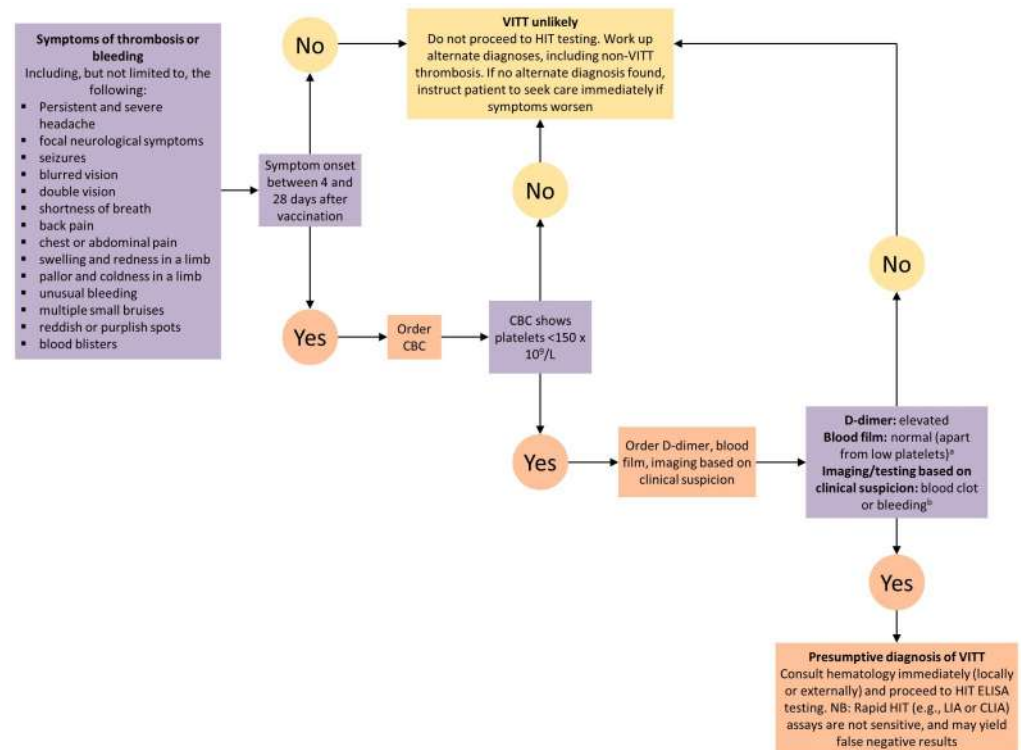 Symptoms of thrombosis or
bleeding
Including, but not limited to, the
following:
▪ Persistent and severe
headache
▪ focal neurological symptoms
▪ seizures
▪ blurred vision
▪ double vision
▪ shortness of breath
▪ back pain
▪ chest or abdominal pain
▪ swelling and redness in a limb
▪ pallor and coldness in a limb
▪ unusual bleeding
▪ multiple small bruises
▪ reddish or purplish spots
▪ blood blisters
Symptom onset
between 4 and
28 days after
vaccination
No
VITT unlikely
Do not proceed to HIT testing. Work up
alternate diagnoses, including non-VITT
thrombosis. If no alternate diagnosis found,
instruct patient to seek care immediately if
symptoms worsen
Yes
Order
CBC
CBC shows
platelets <150 x
10⁹/L
No
Yes
Order D-dimer, blood
film, imaging based on
clinical suspicion
D-dimer: elevated
Blood film: normal (apart
from low platelets)ᵃ
Imaging/testing based on
clinical suspicion: blood clot
or bleedingᵇ
No
Yes
Presumptive diagnosis of VITT
Consult hematology immediately (locally
or externally) and proceed to HIT ELISA
testing. NB: Rapid HIT (e.g., LIA or CLIA)
assays are not sensitive, and may yield
false negative results